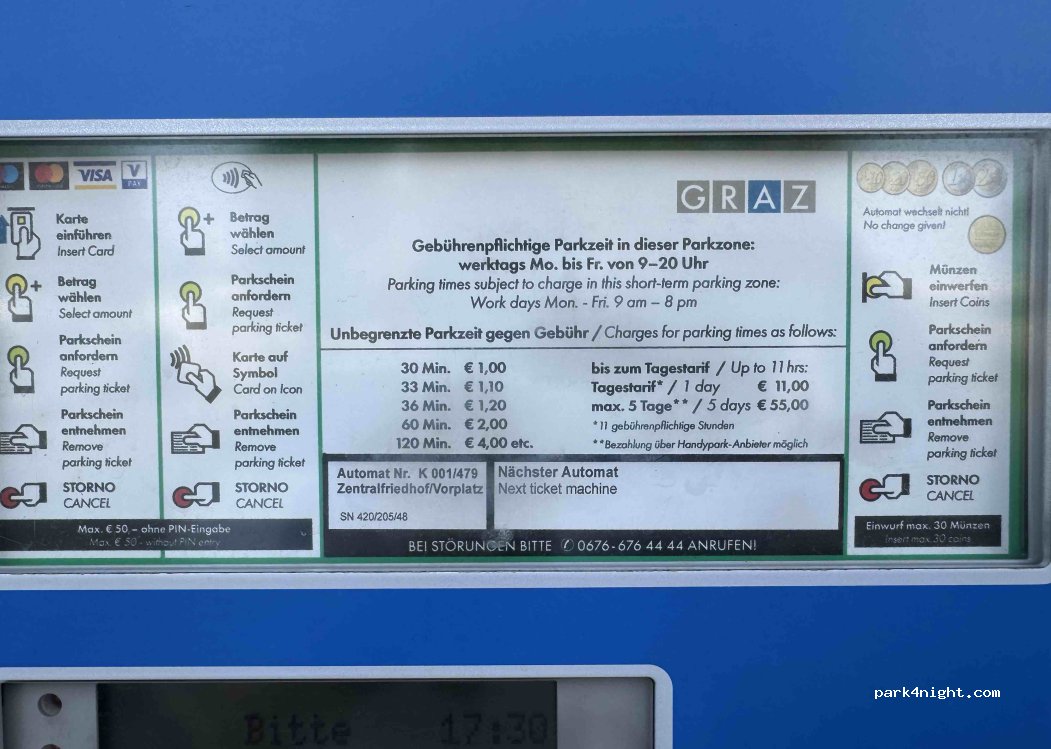 VISA
V
PAY
Karte
einführen
Insert Card
Betrag
wählen
Select amount
Parkschein
anfordern
Request
parking ticket
Parkschein
entnehmen
Remove
parking ticket
STORNO
CANCEL
Betrag
wählen
Select amount
Parkschein
anfordern
Request
parking ticket
Karte auf
Symbol
Card on Icon
Parkschein
entnehmen
Remove
parking ticket
STORNO
CANCEL
Max. € 50,– ohne PIN-Eingabe
Max. € 50 - without PIN entry
GRAZ
Gebührenpflichtige Parkzeit in dieser Parkzone:
werktags Mo. bis Fr. von 9–20 Uhr
Parking times subject to charge in this short-term parking zone:
Work days Mon. - Fri. 9 am – 8 pm
Unbegrenzte Parkzeit gegen Gebühr / Charges for parking times as follows:
30 Min. € 1,00
33 Min. € 1,10
36 Min. € 1,20
60 Min. € 2,00
120 Min. € 4,00 etc.
bis zum Tagestarif / Up to 11 hrs:
Tagestarif* / 1 day € 11,00
max. 5 Tage** / 5 days € 55,00
*11 gebührenpflichtige Stunden
**Bezahlung über Handypark-Anbieter möglich
Automat Nr. K 001/479
Zentralfriedhof/Vorplatz
SN 420/205/48
Nächster Automat
Next ticket machine
BEI STÖRUNGEN BITTE ✆ 0676-676 44 44 ANRUFEN!
Automat wechselt nicht!
No change given!
Münzen
einwerfen
Insert Coins
Parkschein
anfordern
Request
parking ticket
Parkschein
entnehmen
Remove
parking ticket
STORNO
CANCEL
Einwurf max. 30 Münzen
Insert max. 30 coins
Bitte 17:30
park4night.com